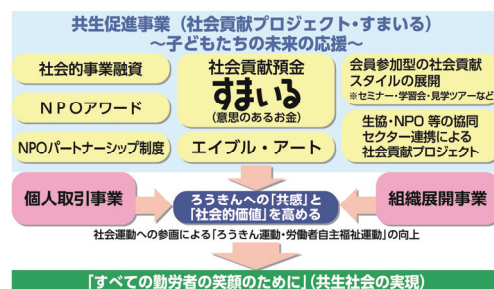 共生促進事業（社会貢献プロジェクト・すまいる）
～子どもたちの未来の応援～
社会的事業融資
NPOアワード
NPOパートナーシップ制度
社会貢献預金
すまいる
（意思のあるお金）
エイブル・アート
会員参加型の社会貢献
スタイルの展開
※セミナー・学習会・見学ツアーなど
生協・NPO 等の協同
セクター連携による
社会貢献プロジェクト
個人取引事業
ろうきんへの「共感」と
「社会的価値」を高める
組織展開事業
社会運動への参画による「ろうきん運動・労働者自主福祉運動」の向上
「すべての勤労者の笑顔のために」（共生社会の実現）